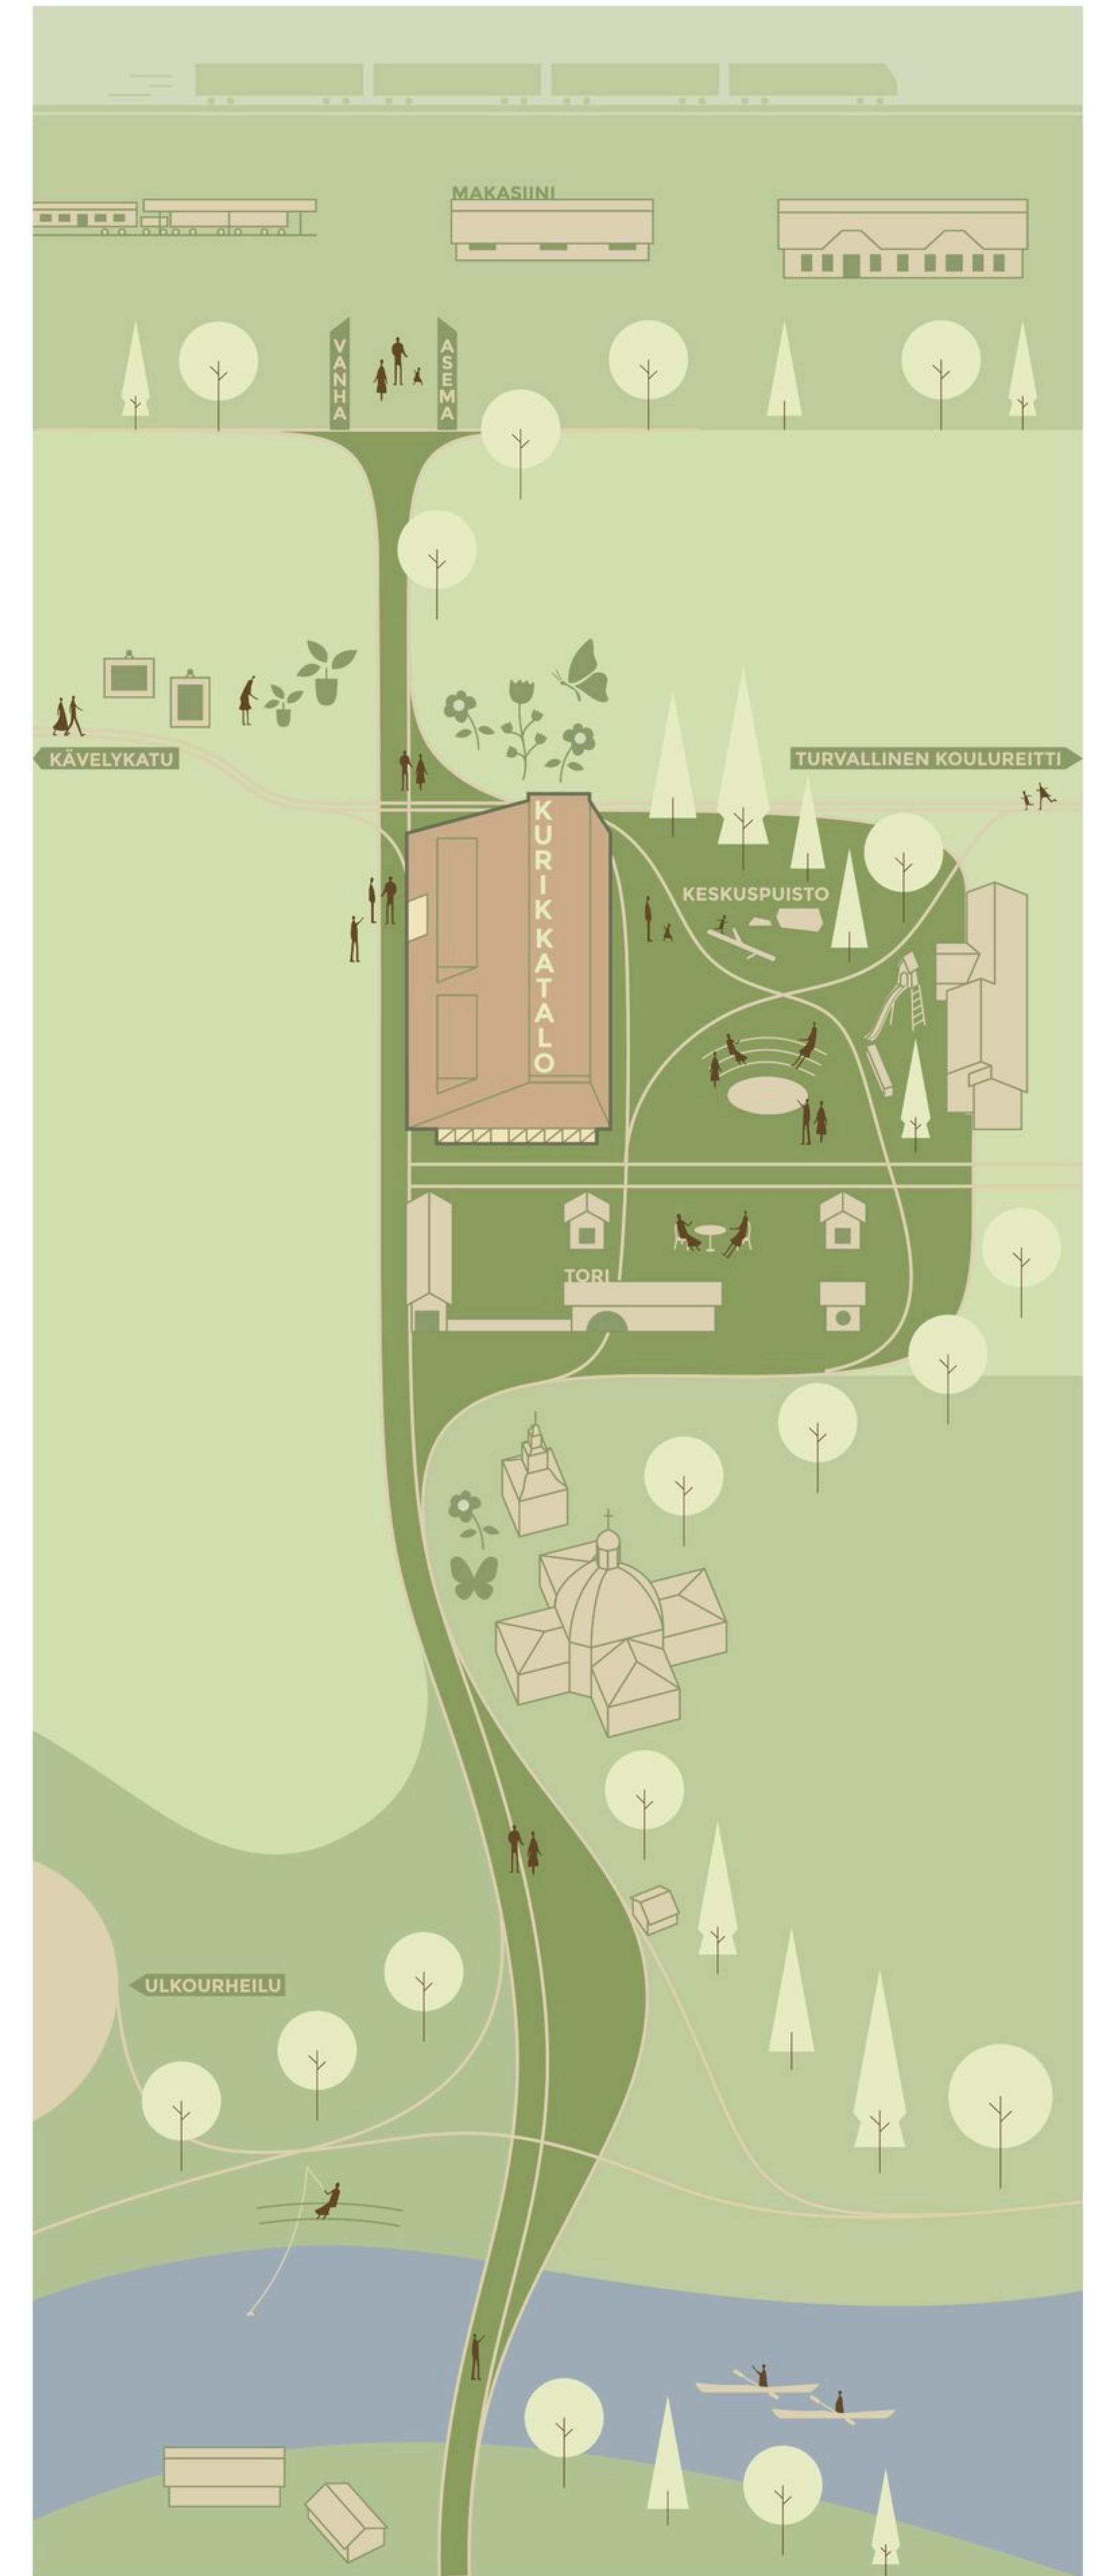 MAKASIINI
VANHA
ASEMA
KÄVELYKATU
TURVALLINEN KOULUREITTI
KURIKKATALO
KESKUSPUISTO
TORI
ULKOURHEILU